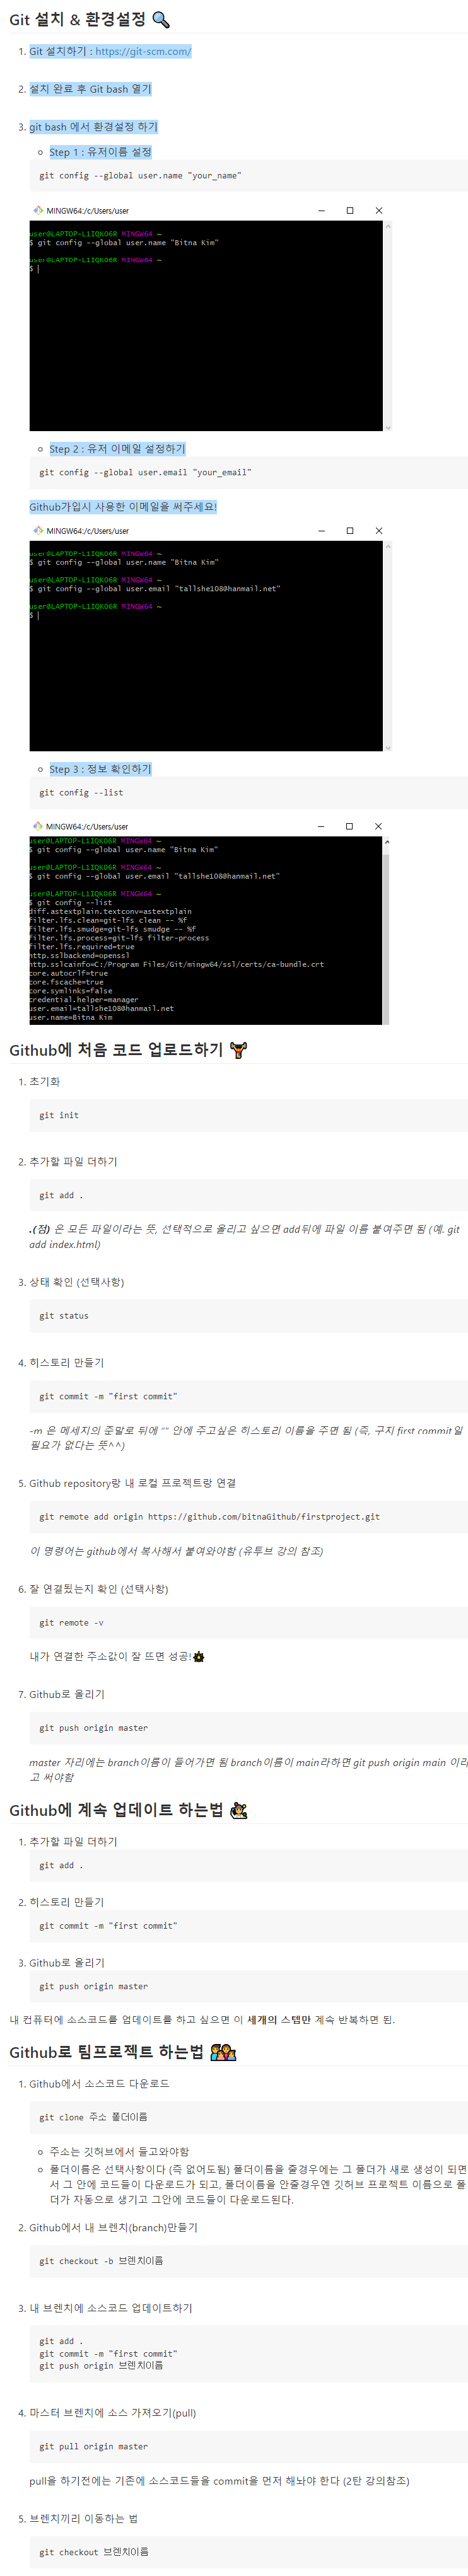 Git 설치 & 환경설정 🔍
1. Git 설치하기 : https://git-scm.com/
2. 설치 완료 후 Git bash 열기
3. git bash 에서 환경설정 하기
Step 1 : 유저이름 설정
git config --global user.name "your_name"
MINGW64:/c/Users/user
user@LAPTOP-L1IQKO6R MINGW64 ~
$ git config --global user.name "Bitna Kim"
user@LAPTOP-L1IQKO6R MINGW64 ~
$
Step 2 : 유저 이메일 설정하기
git config --global user.email "your_email"
Github가입시 사용한 이메일을 써주세요!
MINGW64:/c/Users/user
user@LAPTOP-L1IQKO6R MINGW64 ~
$ git config --global user.name "Bitna Kim"
user@LAPTOP-L1IQKO6R MINGW64 ~
$ git config --global user.email "tallshe108@hanmail.net"
user@LAPTOP-L1IQKO6R MINGW64 ~
$
Step 3 : 정보 확인하기
git config --list
MINGW64:/c/Users/user
user@LAPTOP-L1IQKO6R MINGW64 ~
$ git config --global user.name "Bitna Kim"
user@LAPTOP-L1IQKO6R MINGW64 ~
$ git config --global user.email "tallshe108@hanmail.net"
user@LAPTOP-L1IQKO6R MINGW64 ~
$ git config --list
diff.astextplain.textconv=astextplain
filter.lfs.clean=git-lfs clean -- %f
filter.lfs.smudge=git-lfs smudge -- %f
filter.lfs.process=git-lfs filter-process
filter.lfs.required=true
http.sslbackend=openssl
http.sslcainfo=C:/Program Files/Git/mingw64/ssl/certs/ca-bundle.crt
core.autocrlf=true
core.fscache=true
core.symlinks=false
credential.helper=manager
user.email=tallshe108@hanmail.net
user.name=Bitna Kim
Github에 처음 코드 업로드하기
1. 초기화
git init
2. 추가할 파일 더하기
git add .
.(점) 은 모든 파일이라는 뜻, 선택적으로 올리고 싶으면 add뒤에 파일 이름 붙여주면 됨 (예. git
add index.html)
3. 상태 확인 (선택사항)
git status
4. 히스토리 만들기
git commit -m "first commit"
-m 은 메세지의 준말로 뒤에 "" 안에 주고싶은 히스토리 이름을 주면 됨 (즉, 구지 first commit일
필요가 없다는 뜻^^)
5. Github repository랑 내 로컬 프로젝트랑 연결
git remote add origin https://github.com/bitnaGithub/firstproject.git
이 명령어는 github에서 복사해서 붙여와야함 (유투브 강의 참조)
6. 잘 연결됬는지 확인 (선택사항)
git remote -v
내가 연결한 주소값이 잘 뜨면 성공!
7. Github로 올리기
git push origin master
master 자리에는 branch이름이 들어가면 됨 branch이름이 main라하면 git push origin main 이라
고 써야함
Github에 계속 업데이트 하는법
1. 추가할 파일 더하기
git add .
2. 히스토리 만들기
git commit -m "first commit"
3. Github로 올리기
git push origin master
내 컴퓨터에 소스코드를 업데이트를 하고 싶으면 이 세개의 스텝만 계속 반복하면 된.
Github로 팀프로젝트 하는법
1. Github에서 소스코드 다운로드
git clone 주소 폴더이름
주소는 깃허브에서 들고와야함
폴더이름은 선택사항이다 (즉 없어도됨) 폴더이름을 줄경우에는 그 폴더가 새로 생성이 되면
서 그 안에 코드들이 다운로드가 되고, 폴더이름을 안줄경우엔 깃허브 프로젝트 이름으로 폴
더가 자동으로 생기고 그안에 코드들이 다운로드된다.
2. Github에서 내 브렌치(branch)만들기
git checkout -b 브렌치이름
3. 내 브렌치에 소스코드 업데이트하기
git add .
git commit -m "first commit"
git push origin 브렌치이름
4. 마스터 브렌치에 소스 가져오기(pull)
git pull origin master
pull을 하기전에는 기존에 소스코드들을 commit을 먼저 해놔야 한다 (2탄 강의참조)
5. 브렌치끼리 이동하는 법
git checkout 브렌치이름